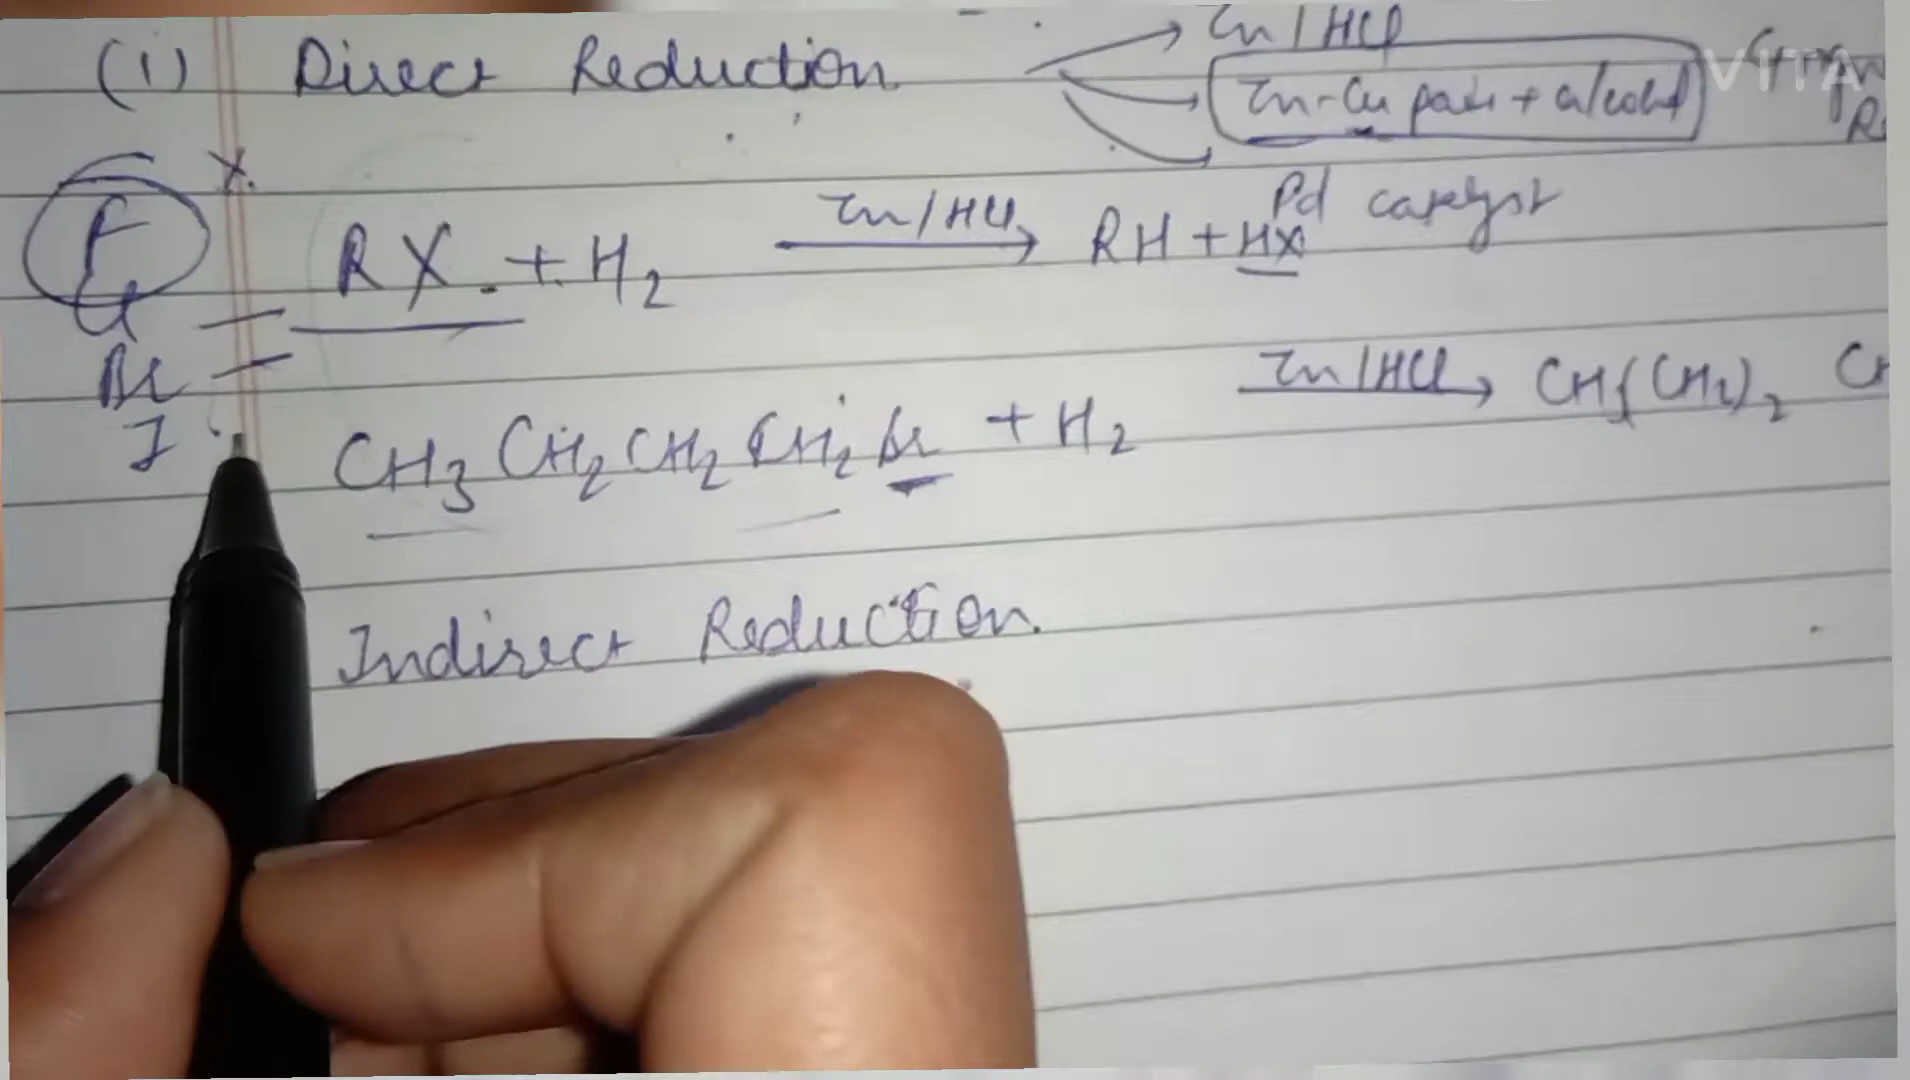 (i) Direct Reduction → Zn/HCl
→ Zn-Cu pair + alcohol
→ Pd catalyst
VITA
X
F
Cl
Br
I
RX + H2 Zn/HCl → RH + HX
CH3CH2CH2CH2Br + H2 Zn/HCl → CH3(CH2)2
Indirect Reduction.